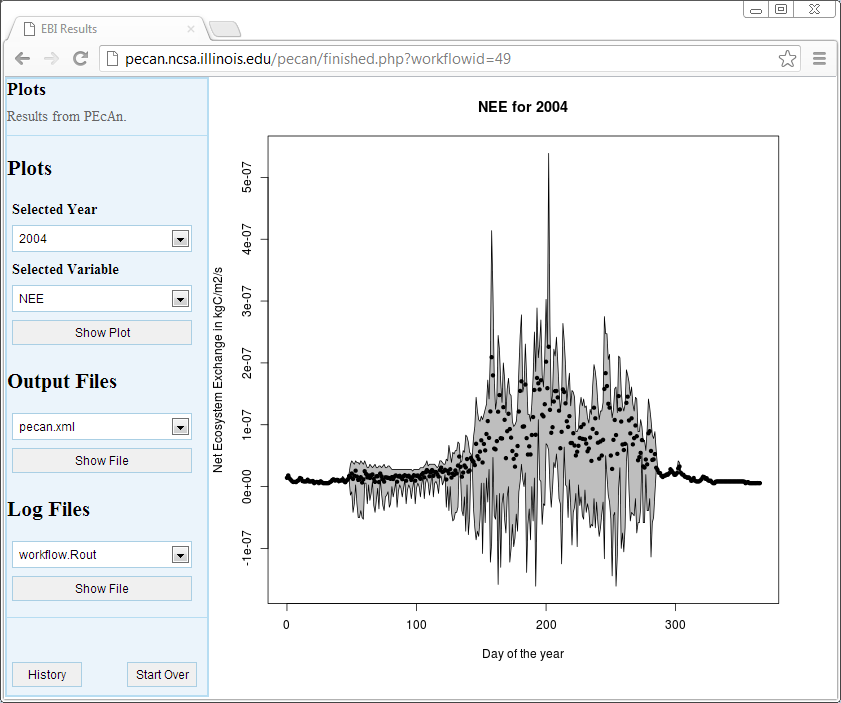 EBI Results
pecan.ncsa.illinois.edu/pecan/finished.php?workflowid=49
Plots
Results from PEcAn.
Plots
Selected Year
2004
Selected Variable
NEE
Show Plot
Output Files
pecan.xml
Show File
Log Files
workflow.Rout
Show File
History
Start Over
NEE for 2004
Net Ecosystem Exchange in kgC/m2/s
5e-07
4e-07
3e-07
2e-07
1e-07
0e+00
-1e-07
0 100 200 300
Day of the year